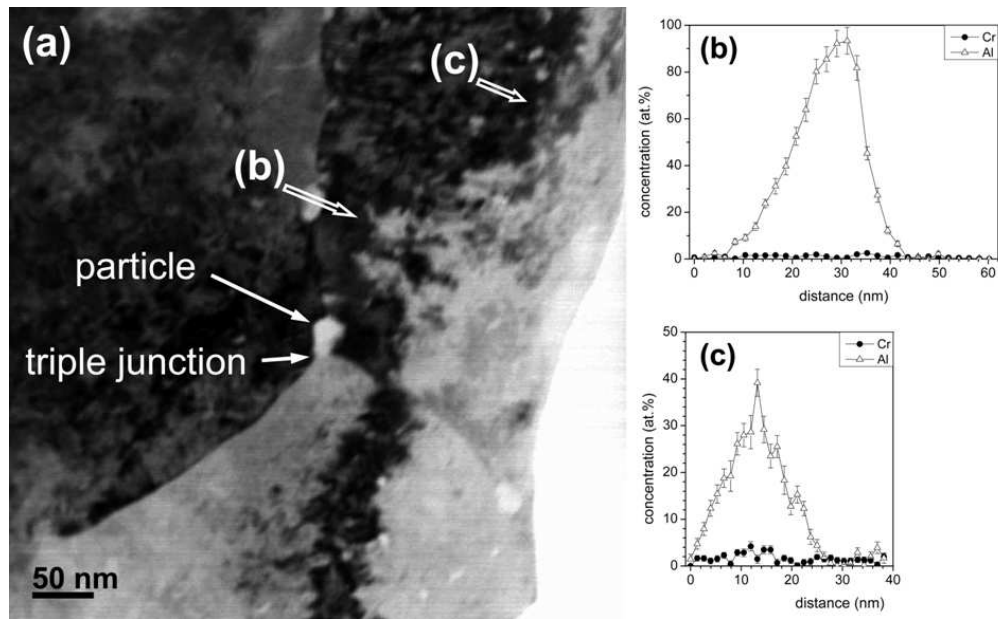 (a)
(c)
(b)
particle
triple junction
50 nm
(b)
Cr
Al
100
80
60
40
20
0
concentration (at.%)
0 10 20 30 40 50 60
distance (nm)
(c)
Cr
Al
50
40
30
20
10
0
concentration (at.%)
0 10 20 30 40
distance (nm)